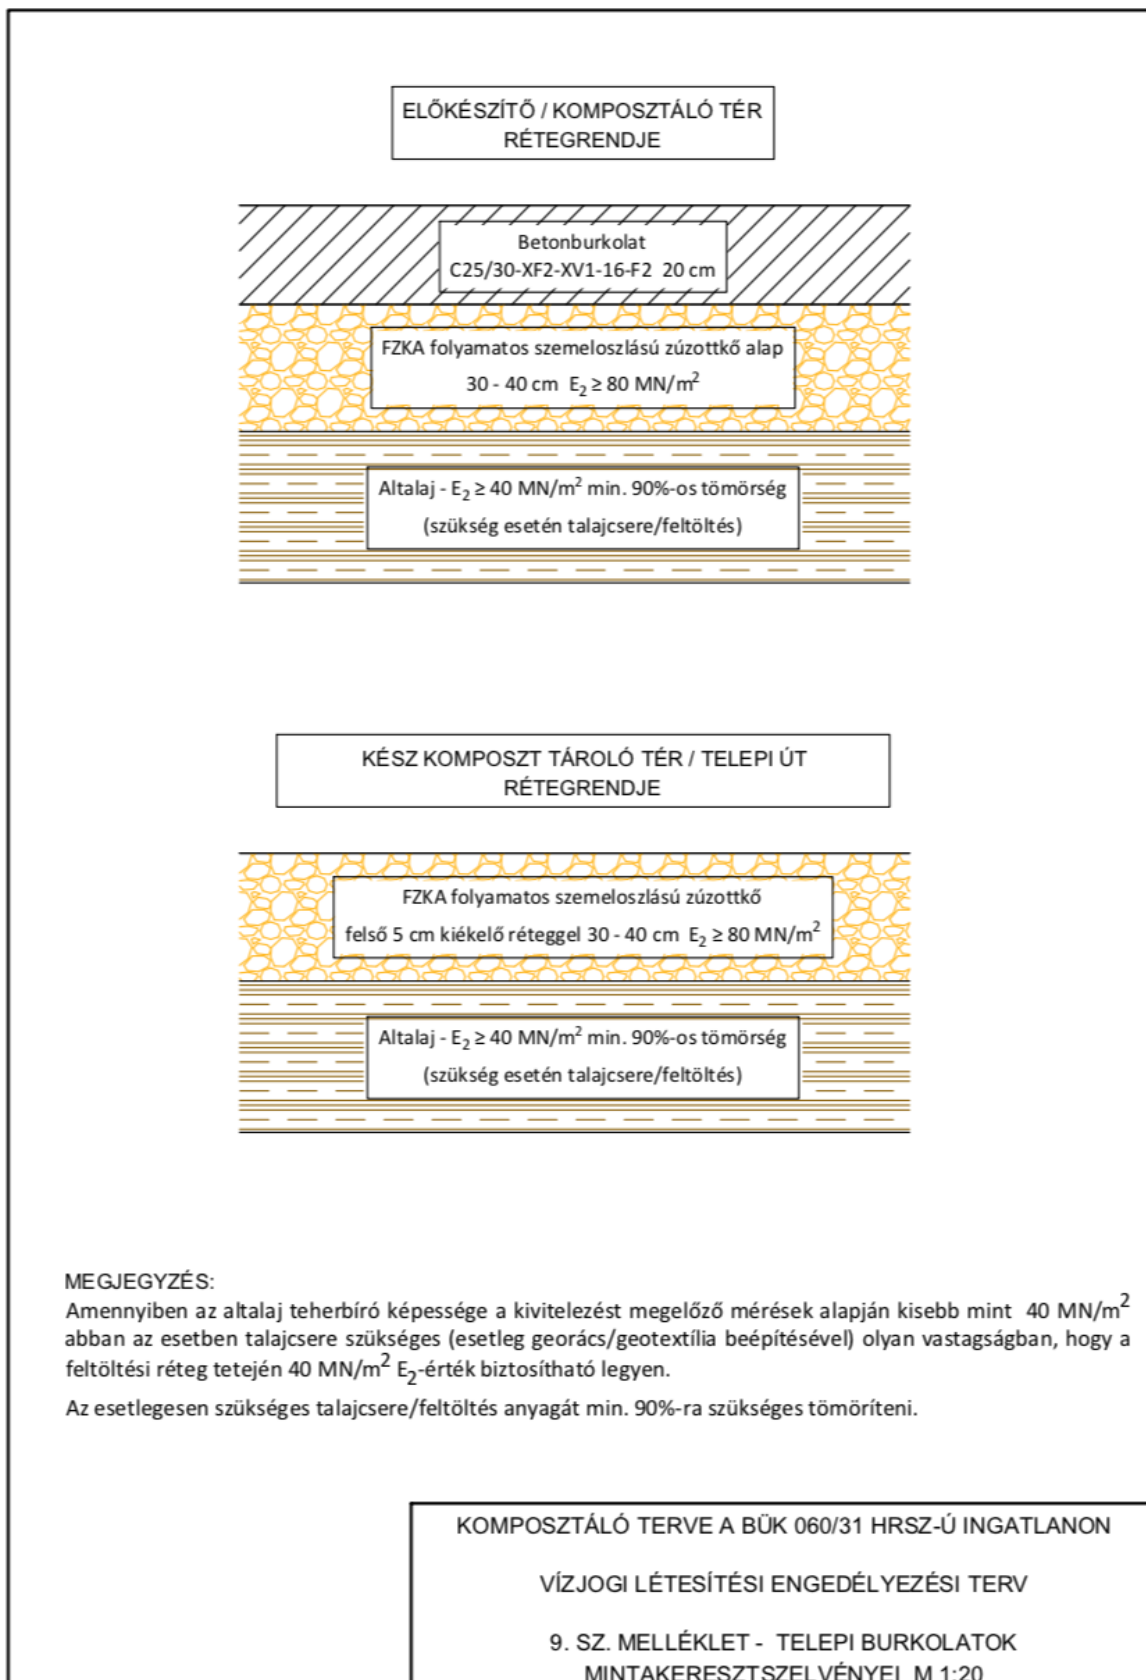 ELŐKÉSZÍTŐ / KOMPOSZTÁLÓ TÉR
RÉTEGRENDJE
Betonburkolat
C25/30-XF2-XV1-16-F2 20 cm
FZKA folyamatos szemeloszlású zúzottkő alap
30 - 40 cm E₂ ≥ 80 MN/m²
Altalaj - E₂ ≥ 40 MN/m² min. 90%-os tömörség
(szükség esetén talajcsere/feltöltés)
KÉSZ KOMPOSZT TÁROLÓ TÉR / TELEPI ÚT
RÉTEGRENDJE
FZKA folyamatos szemeloszlású zúzottkő
felső 5 cm kiékelő réteggel 30 - 40 cm E₂ ≥ 80 MN/m²
Altalaj - E₂ ≥ 40 MN/m² min. 90%-os tömörség
(szükség esetén talajcsere/feltöltés)
MEGJEGYZÉS:
Amennyiben az altalaj teherbíró képessége a kivitelezést megelőző mérések alapján kisebb mint 40 MN/m²
abban az esetben talajcsere szükséges (esetleg georács/geotextília beépítésével) olyan vastagságban, hogy a
feltöltési réteg tetején 40 MN/m² E₂-érték biztosítható legyen.
Az esetlegesen szükséges talajcsere/feltöltés anyagát min. 90%-ra szükséges tömöríteni.
KOMPOSZTÁLÓ TERVE A BÜK 060/31 HRSZ-Ú INGATLANON
VÍZJOGI LÉTESÍTÉSI ENGEDÉLYEZÉSI TERV
9. SZ. MELLÉKLET - TELEPI BURKOLATOK
MINTAKERESZTSZELVÉNYEI M 1:20